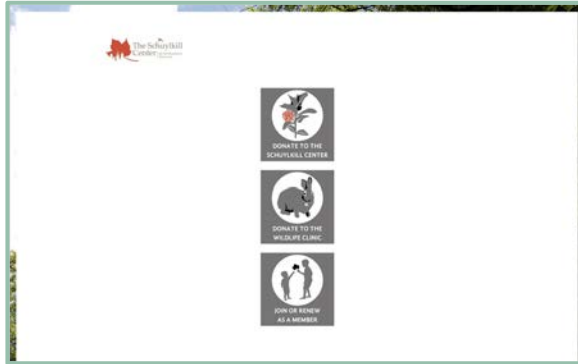 The Schuylkill
Center
DONATE TO THE
SCHUYLKILL CENTER
DONATE TO THE
WILDLIFE CLINIC
JOIN OR RENEW
AS A MEMBER